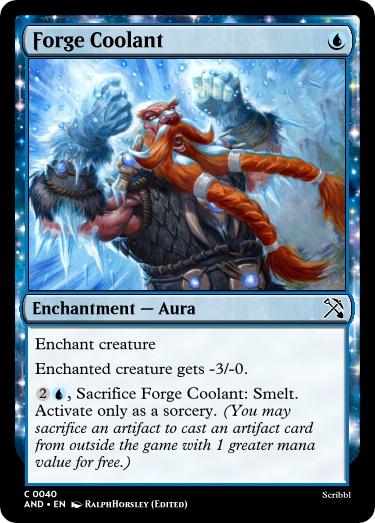 Forge Coolant
Enchantment — Aura
Enchant creature
Enchanted creature gets -3/-0.
2, Sacrifice Forge Coolant: Smelt.
Activate only as a sorcery. (You may
sacrifice an artifact to cast an artifact card
from outside the game with 1 greater mana
value for free.)
C 0040
Scribbl
AND • EN RALPHHORSLEY (EDITED)